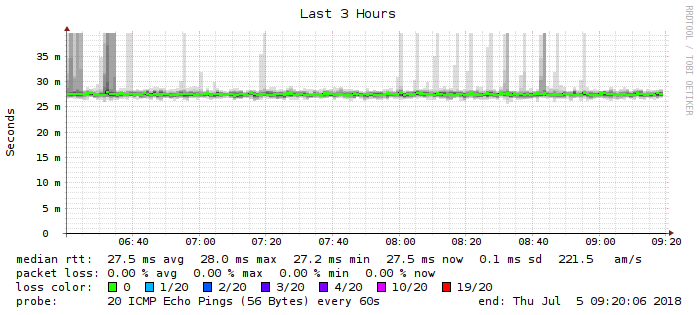 Last 3 Hours
RRDTOOL / TOBI OETIKER
Seconds
35 m
30 m
25 m
20 m
15 m
10 m
5 m
0
06:40 07:00 07:20 07:40 08:00 08:20 08:40 09:00 09:20
median rtt: 27.5 ms avg 28.0 ms max 27.2 ms min 27.5 ms now 0.1 ms sd 221.5 am/s
packet loss: 0.00 % avg 0.00 % max 0.00 % min 0.00 % now
loss color: 0 1/20 2/20 3/20 4/20 10/20 19/20
probe: 20 ICMP Echo Pings (56 Bytes) every 60s end: Thu Jul 5 09:20:06 2018